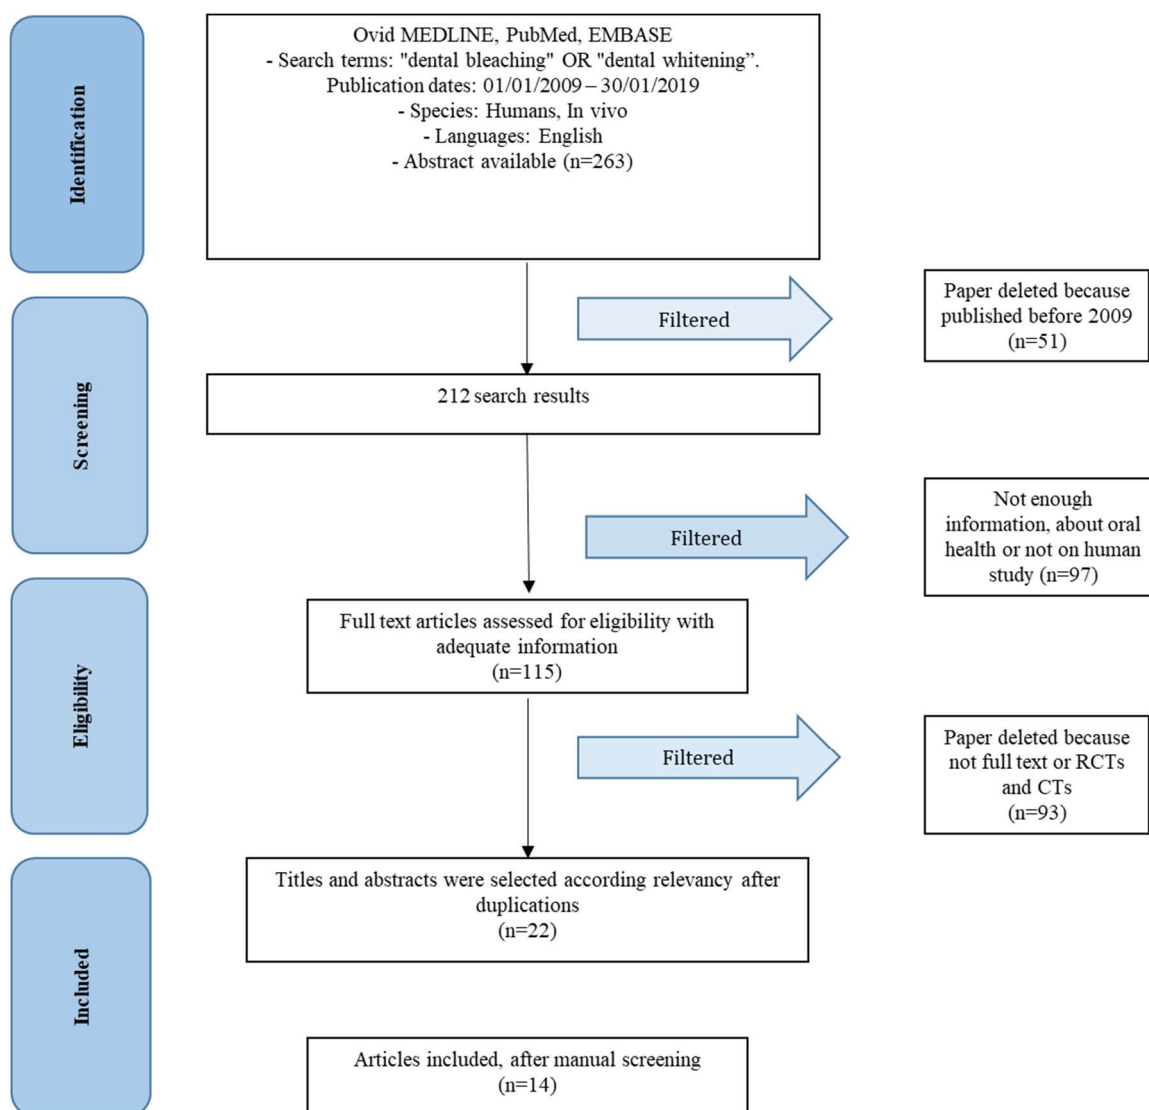 Identification
Ovid MEDLINE, PubMed, EMBASE
- Search terms: "dental bleaching" OR "dental whitening”.
Publication dates: 01/01/2009 – 30/01/2019
- Species: Humans, In vivo
- Languages: English
- Abstract available (n=263)
Filtered
Paper deleted because
published before 2009
(n=51)
Screening
212 search results
Filtered
Not enough
information, about oral
health or not on human
study (n=97)
Eligibility
Full text articles assessed for eligibility with
adequate information
(n=115)
Filtered
Paper deleted because
not full text or RCTs
and CTs
(n=93)
Included
Titles and abstracts were selected according relevancy after
duplications
(n=22)
Articles included, after manual screening
(n=14)